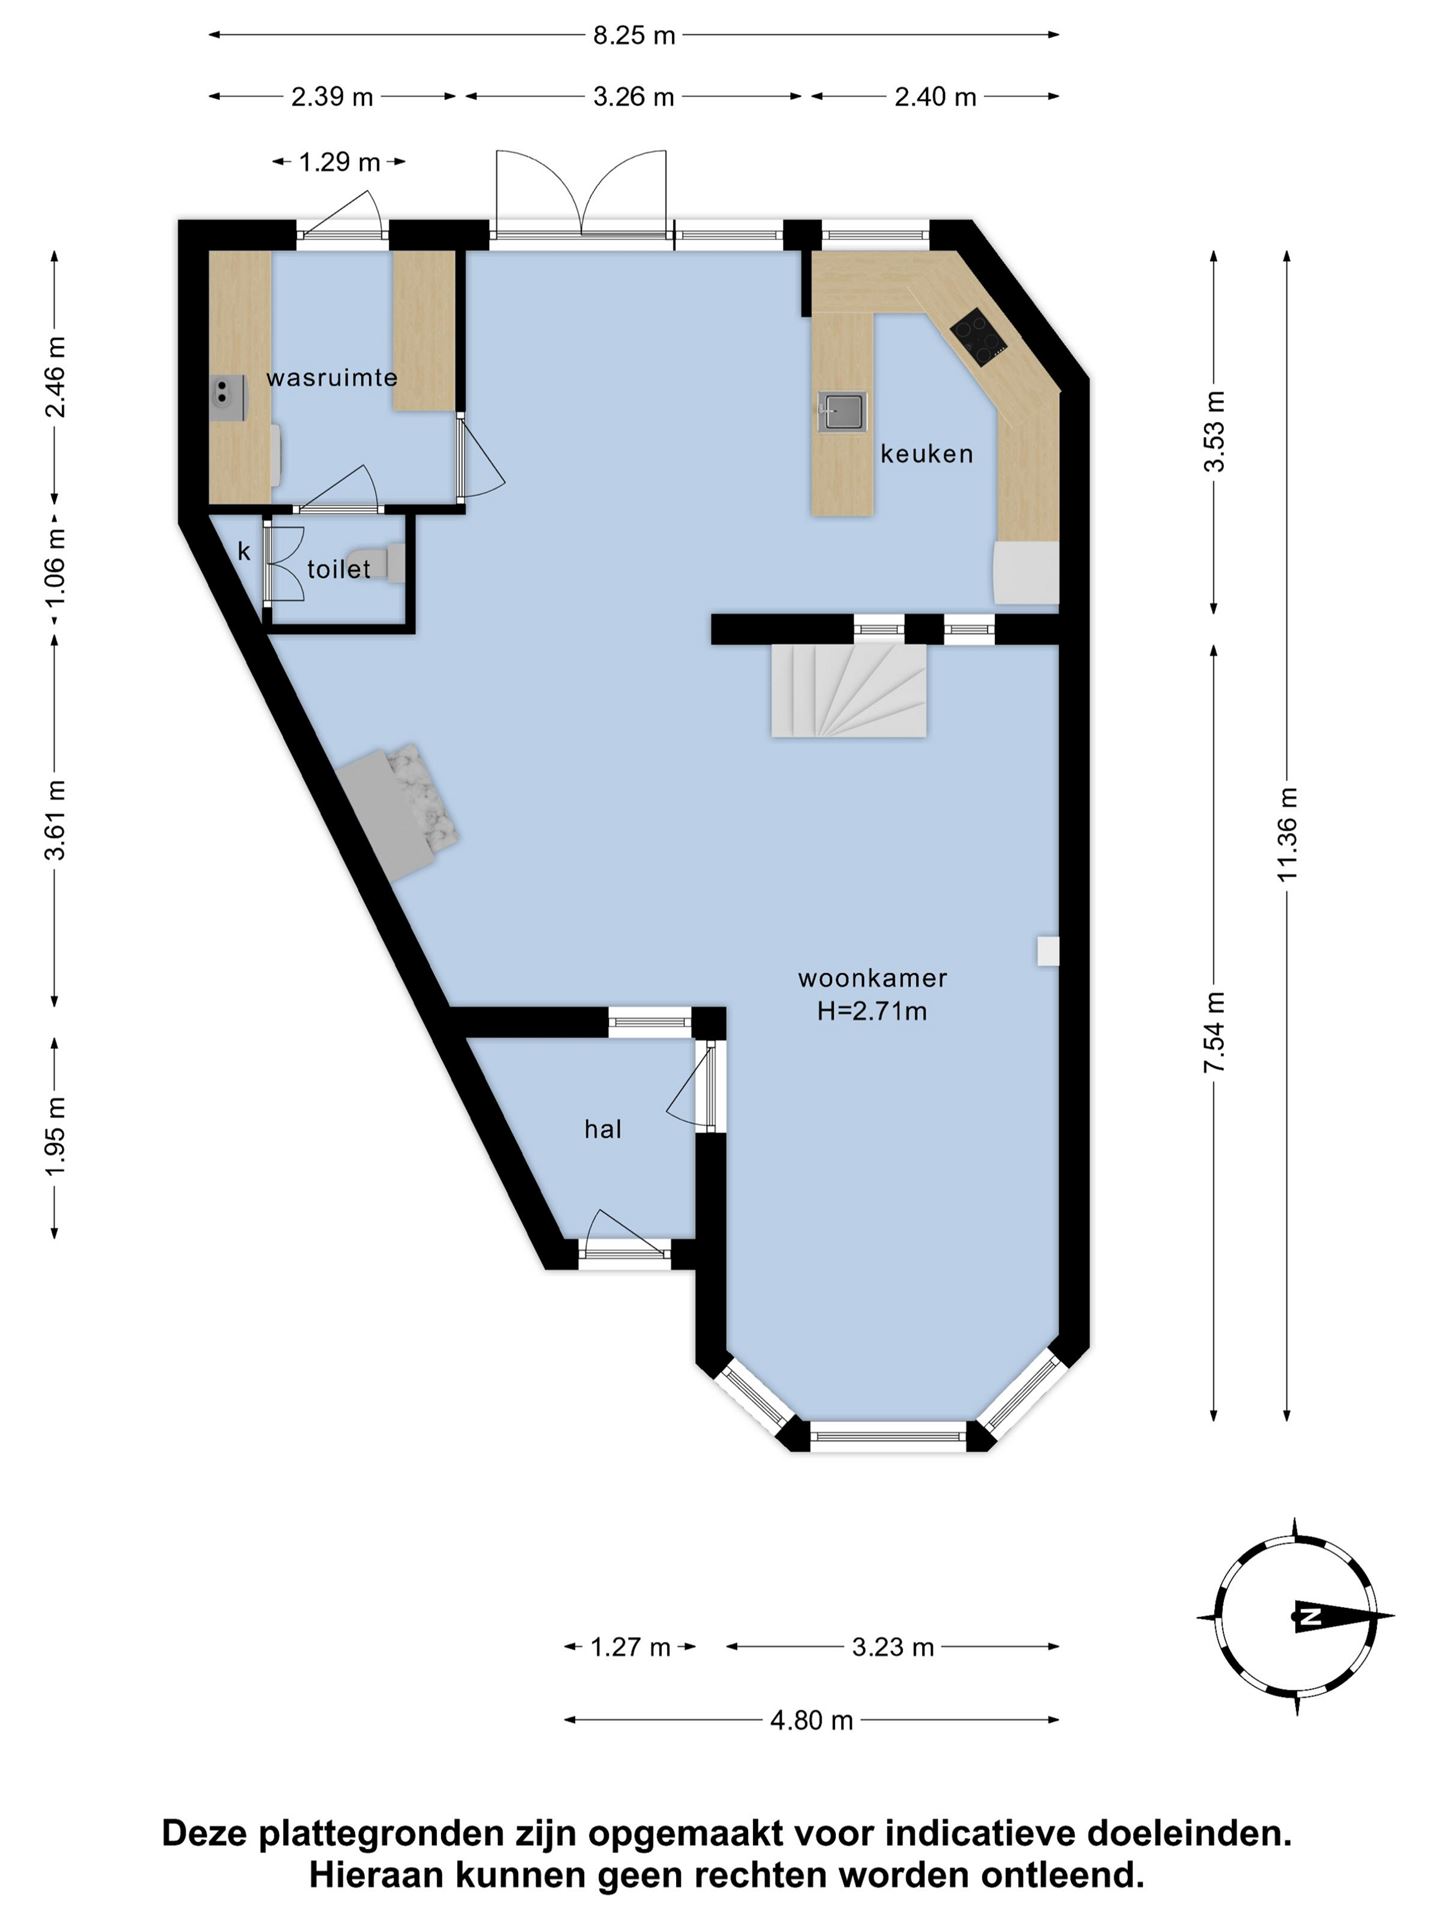 8.25 m
2.39 m
3.26 m
2.40 m
1.29 m
2.46 m
wasruimte
3.53 m
keuken
1.06 m
k
toilet
3.61 m
11.36 m
woonkamer
H=2.71m
7.54 m
1.95 m
hal
N
1.27 m
3.23 m
4.80 m
Deze plattegronden zijn opgemaakt voor indicatieve doeleinden.
Hieraan kunnen geen rechten worden ontleend.